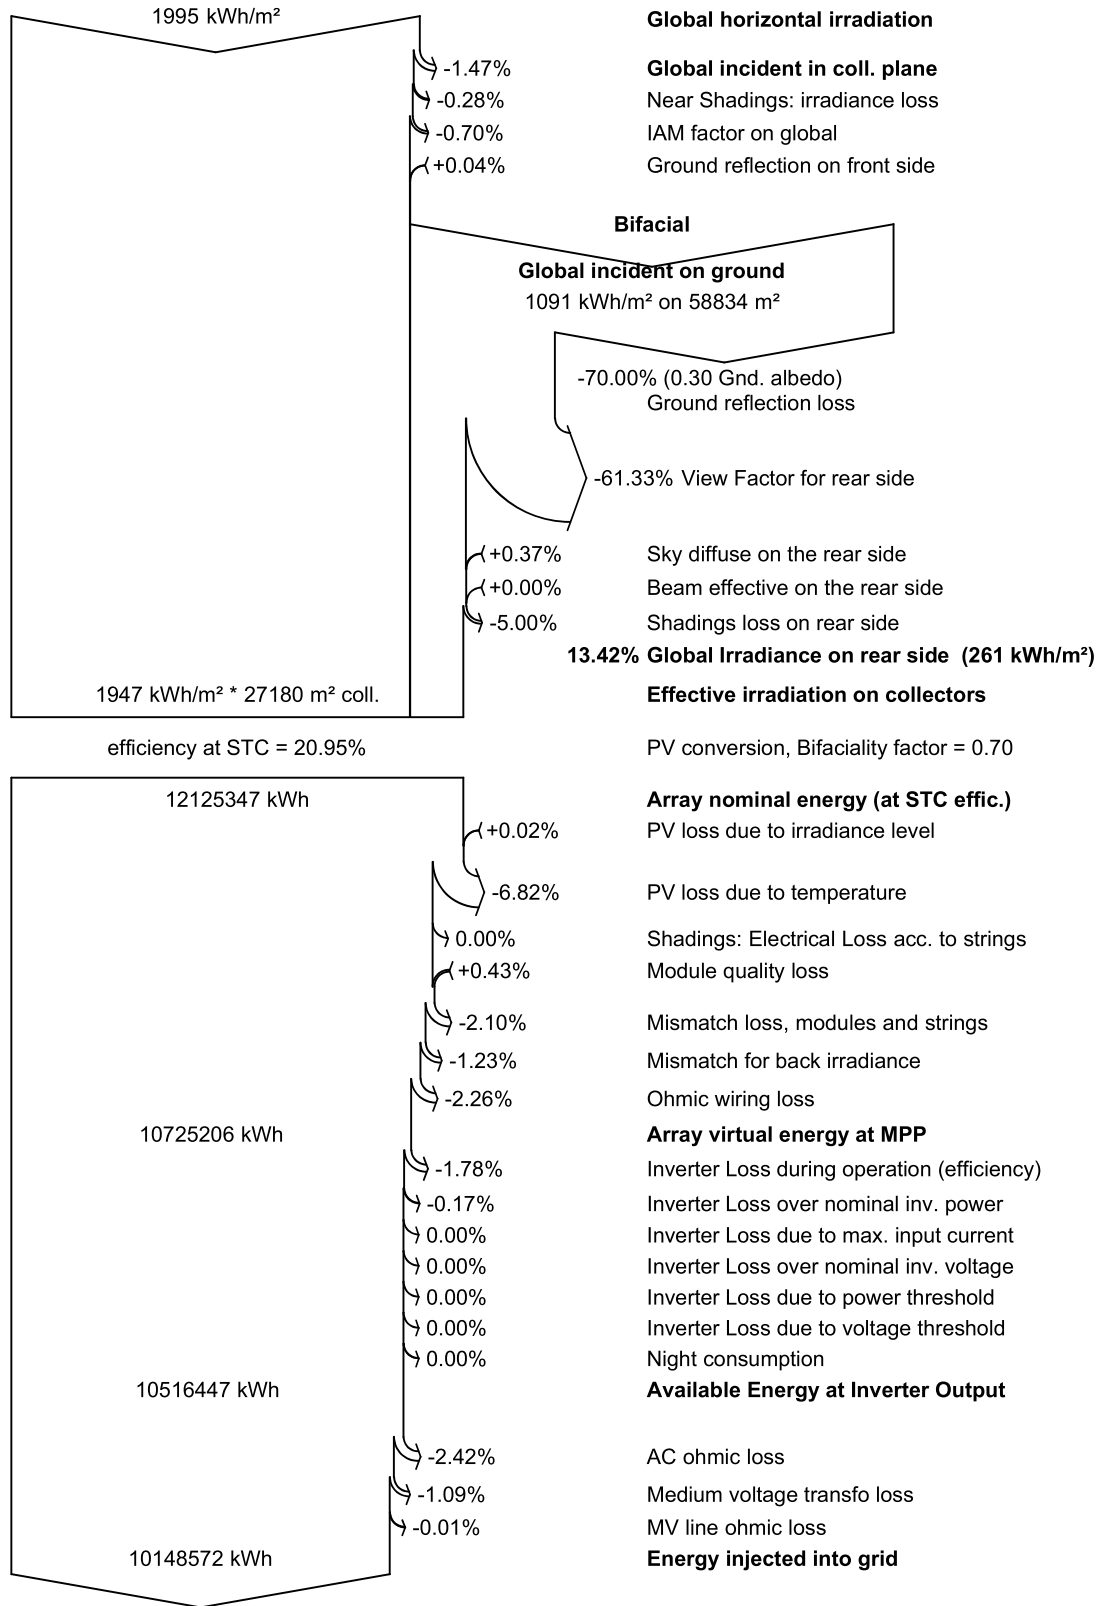 1995 kWh/m² Global horizontal irradiation
-1.47% Global incident in coll. plane
-0.28% Near Shadings: irradiance loss
-0.70% IAM factor on global
+0.04% Ground reflection on front side
Bifacial
Global incident on ground
1091 kWh/m² on 58834 m²
-70.00% (0.30 Gnd. albedo)
Ground reflection loss
-61.33% View Factor for rear side
+0.37% Sky diffuse on the rear side
+0.00% Beam effective on the rear side
-5.00% Shadings loss on rear side
13.42% Global Irradiance on rear side (261 kWh/m²)
1947 kWh/m² * 27180 m² coll. Effective irradiation on collectors
efficiency at STC = 20.95% PV conversion, Bifaciality factor = 0.70
12125347 kWh Array nominal energy (at STC effic.)
+0.02% PV loss due to irradiance level
-6.82% PV loss due to temperature
0.00% Shadings: Electrical Loss acc. to strings
+0.43% Module quality loss
-2.10% Mismatch loss, modules and strings
-1.23% Mismatch for back irradiance
-2.26% Ohmic wiring loss
10725206 kWh Array virtual energy at MPP
-1.78% Inverter Loss during operation (efficiency)
-0.17% Inverter Loss over nominal inv. power
0.00% Inverter Loss due to max. input current
0.00% Inverter Loss over nominal inv. voltage
0.00% Inverter Loss due to power threshold
0.00% Inverter Loss due to voltage threshold
0.00% Night consumption
10516447 kWh Available Energy at Inverter Output
-2.42% AC ohmic loss
-1.09% Medium voltage transfo loss
-0.01% MV line ohmic loss
10148572 kWh Energy injected into grid